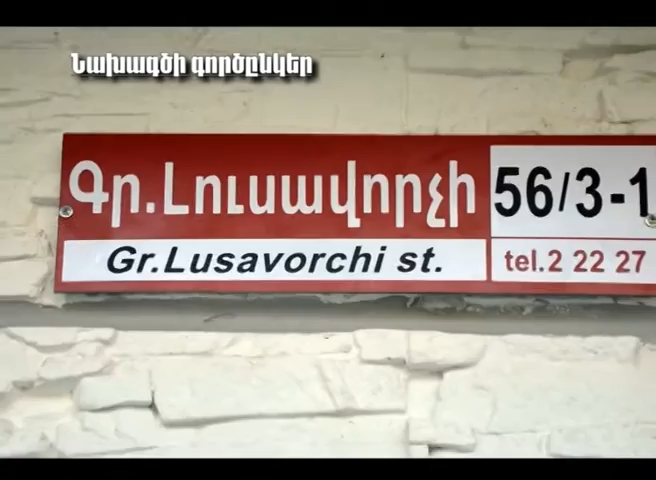 Նախագծի գործընկեր
Գր.Լուսավորչի
56/3-1
Gr.Lusavorchi st.
tel.2 22 27